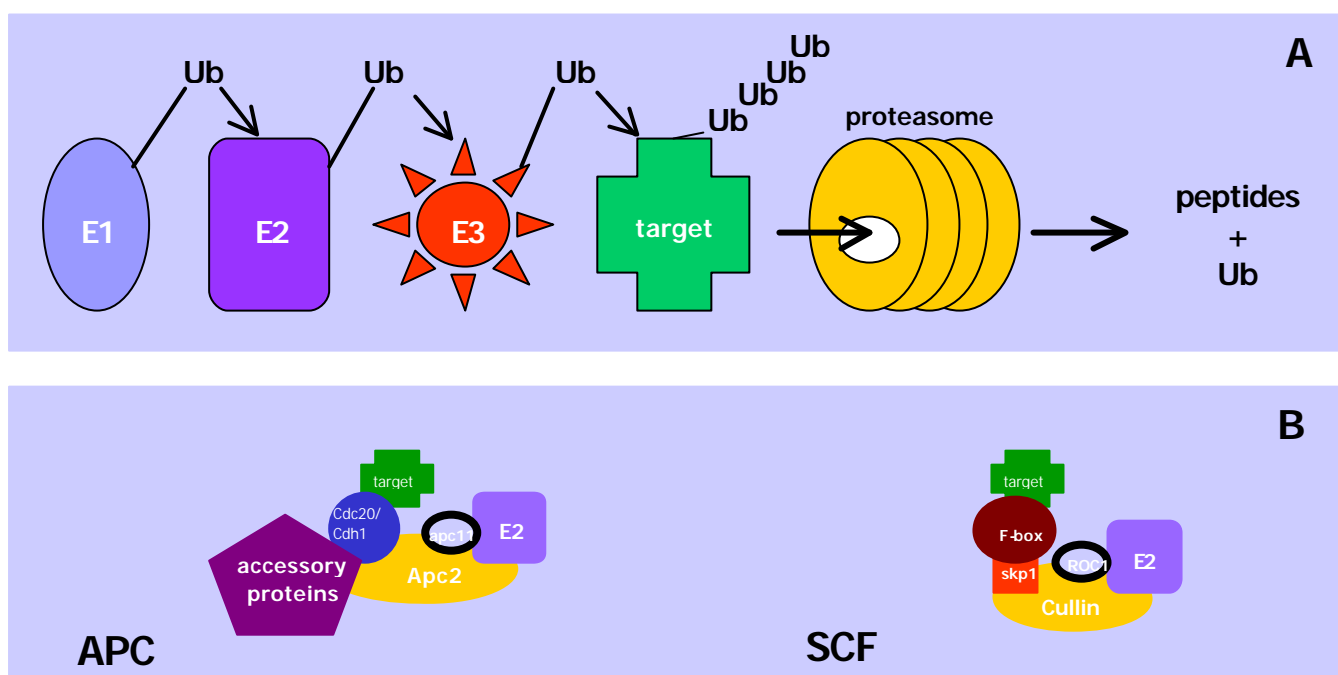 A
Ub
Ub
Ub
Ub
Ub
Ub
Ub
proteasome
E1
E2
E3
target
peptides
+
Ub
B
target
Cdc20/
Cdh1
apc11
E2
accessory
proteins
Apc2
APC
target
F-box
skp1
ROC1
E2
Cullin
SCF